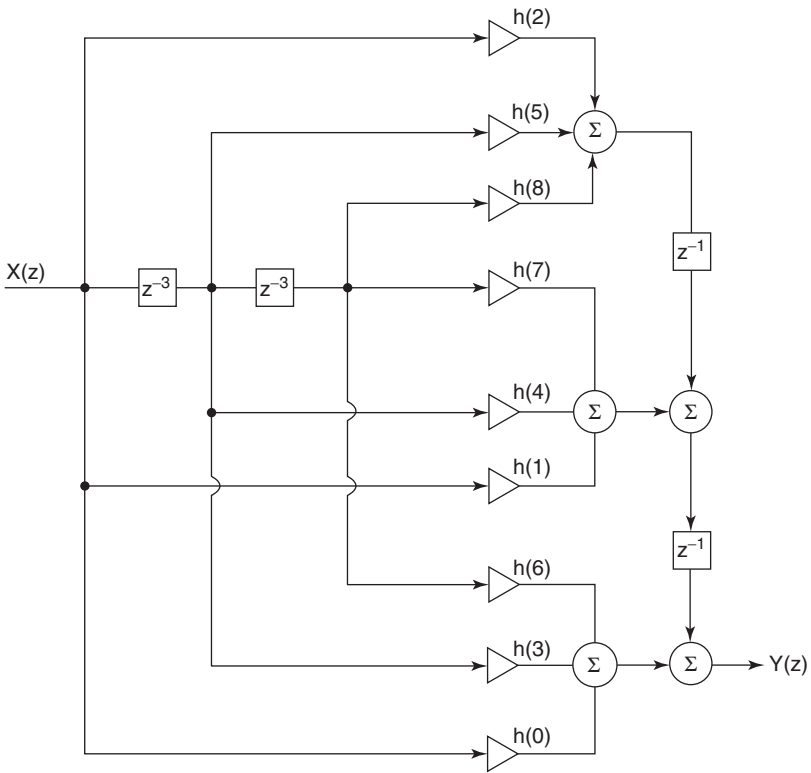 h(2)
h(5)
Σ
h(8)
z⁻¹
X(z)
z⁻³
z⁻³
h(7)
h(4)
Σ
Σ
h(1)
z⁻¹
h(6)
h(3)
Σ
Σ
Y(z)
h(0)